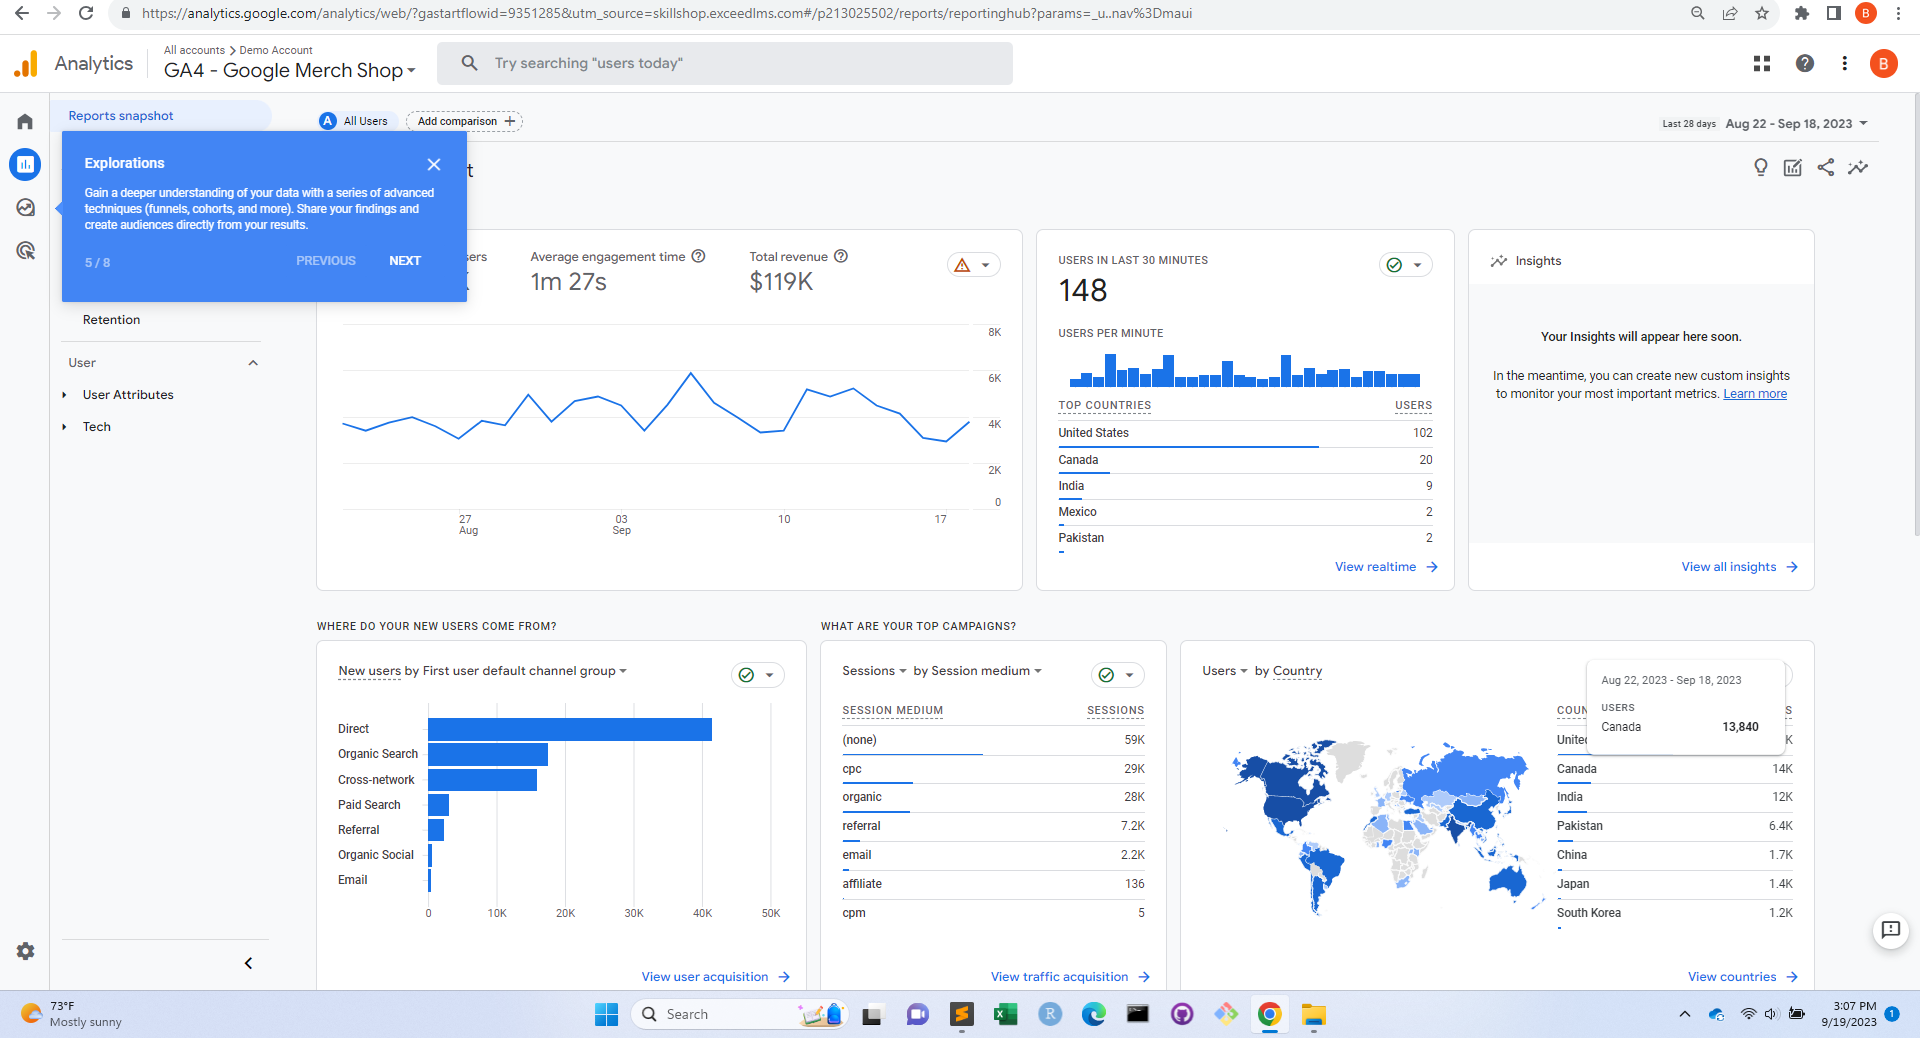 https://analytics.google.com/analytics/web/?gastartflowid=9351285&utm_source=skillshop.exceedlms.com#/p213025502/reports/reportinghub?params=_u..nav%3Dmaui
B
Analytics
All accounts > Demo Account
GA4 - Google Merch Shop
Try searching "users today"
B
Reports snapshot
A All Users
Add comparison +
Last 28 days Aug 22 - Sep 18, 2023
Explorations
Gain a deeper understanding of your data with a series of advanced
techniques (funnels, cohorts, and more). Share your findings and
create audiences directly from your results.
5 / 8
PREVIOUS
NEXT
Retention
User
User Attributes
Tech
Average engagement time
1m 27s
Total revenue
$119K
8K
6K
4K
2K
0
27
Aug
03
Sep
10
17
USERS IN LAST 30 MINUTES
148
USERS PER MINUTE
TOP COUNTRIES USERS
United States 102
Canada 20
India 9
Mexico 2
Pakistan 2
View realtime
Insights
Your Insights will appear here soon.
In the meantime, you can create new custom insights
to monitor your most important metrics. Learn more
View all insights
WHERE DO YOUR NEW USERS COME FROM?
New users by First user default channel group
Direct
Organic Search
Cross-network
Paid Search
Referral
Organic Social
Email
0 10K 20K 30K 40K 50K
View user acquisition
WHAT ARE YOUR TOP CAMPAIGNS?
Sessions by Session medium
SESSION MEDIUM SESSIONS
(none) 59K
cpc 29K
organic 28K
referral 7.2K
email 2.2K
affiliate 136
cpm 5
View traffic acquisition
Users by Country
Aug 22, 2023 - Sep 18, 2023
USERS
Canada 13,840
Canada 14K
India 12K
Pakistan 6.4K
China 1.7K
Japan 1.4K
South Korea 1.2K
View countries
73°F
Mostly sunny
Search
R
3:07 PM
9/19/2023
1